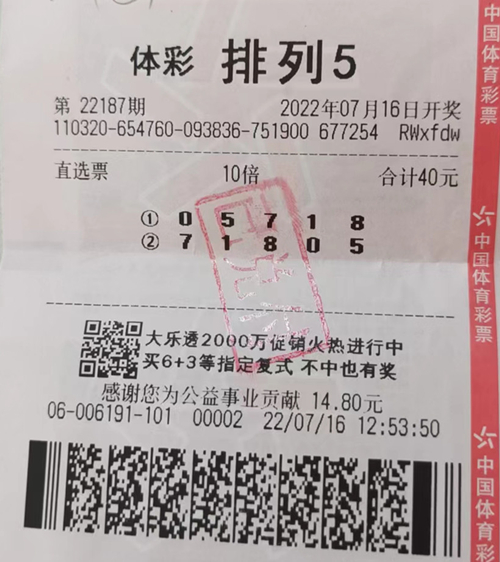 体彩 排列5
第 22187期 2022年07月16日开奖
110320-654760-093836-751900 677254 RWxfdw
直选票 10倍 合计40元
① 0 5 7 1 8
② 7 1 8 0 5
大乐透2000万促销火热进行中
买6+3等指定复式 不中也有奖
感谢您为公益事业贡献 14.80元
06-006191-101 00002 22/07/16 12:53:50
中国体育彩票
中国体育彩票
中国体育彩票